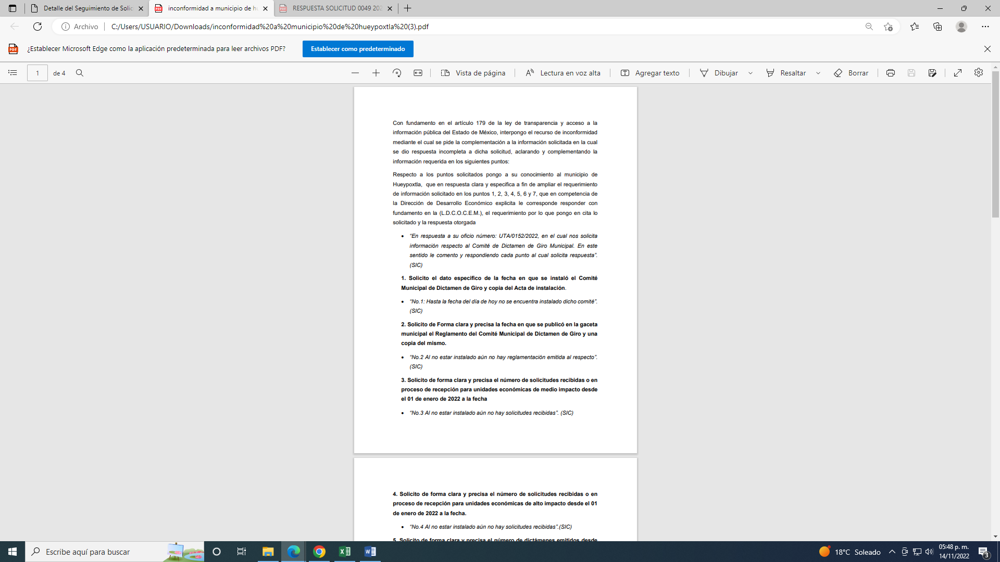 Detalle del Seguimiento de Solic
inconformidad a municipio de hu
RESPUESTA SOLICITUD 0049 202
Archivo
C:/Users/USUARIO/Downloads/inconformidad%20a%20municipio%20de%20hueypoxtla%20(3).pdf
¿Establecer Microsoft Edge como la aplicación predeterminada para leer archivos PDF?
Establecer como predeterminado
1
de 4
Vista de página
Lectura en voz alta
Agregar texto
Dibujar
Resaltar
Borrar
Con fundamento en el artículo 179 de la ley de transparencia y acceso a la
información pública del Estado de México, interpongo el recurso de inconformidad
mediante el cual se pide la complementación a la información solicitada en la cual
se dio respuesta incompleta a dicha solicitud, aclarando y complementando la
información requerida en los siguientes puntos:
Respecto a los puntos solicitados pongo a su conocimiento al municipio de
Hueypoxtla, que en respuesta clara y especifica a fin de ampliar el requerimiento
de información solicitado en los puntos 1, 2, 3, 4, 5, 6 y 7, que en competencia de
la Dirección de Desarrollo Económico explicita le corresponde responder con
fundamento en la (L.D.C.O.C.E.M.), el requerimiento por lo que pongo en cita lo
solicitado y la respuesta otorgada
• “En respuesta a su oficio número: UTA/0152/2022, en el cual nos solicita
información respecto al Comité de Dictamen de Giro Municipal. En este
sentido le comento y respondiendo cada punto al cual solicita respuesta”.
(SIC)
1. Solicito el dato especifico de la fecha en que se instaló el Comité
Municipal de Dictamen de Giro y copia del Acta de instalación.
• “No.1: Hasta la fecha del día de hoy no se encuentra instalado dicho comité”.
(SIC)
2. Solicito de Forma clara y precisa la fecha en que se publicó en la gaceta
municipal el Reglamento del Comité Municipal de Dictamen de Giro y una
copia del mismo.
• “No.2 Al no estar instalado aún no hay reglamentación emitida al respecto”.
(SIC)
3. Solicito de forma clara y precisa el número de solicitudes recibidas o en
proceso de recepción para unidades económicas de medio impacto desde
el 01 de enero de 2022 a la fecha
• “No.3 Al no estar instalado aún no hay solicitudes recibidas”. (SIC)
4. Solicito de forma clara y precisa el número de solicitudes recibidas o en
proceso de recepción para unidades económicas de alto impacto desde el 01
de enero de 2022 a la fecha.
• “No.4 Al no estar instalado aún no hay solicitudes recibidas”.(SIC)
5. Solicito de forma clara y precisa el número de dictámenes emitidos desde
Escribe aquí para buscar
18°C Soleado
05:48 p. m.
14/11/2022
3